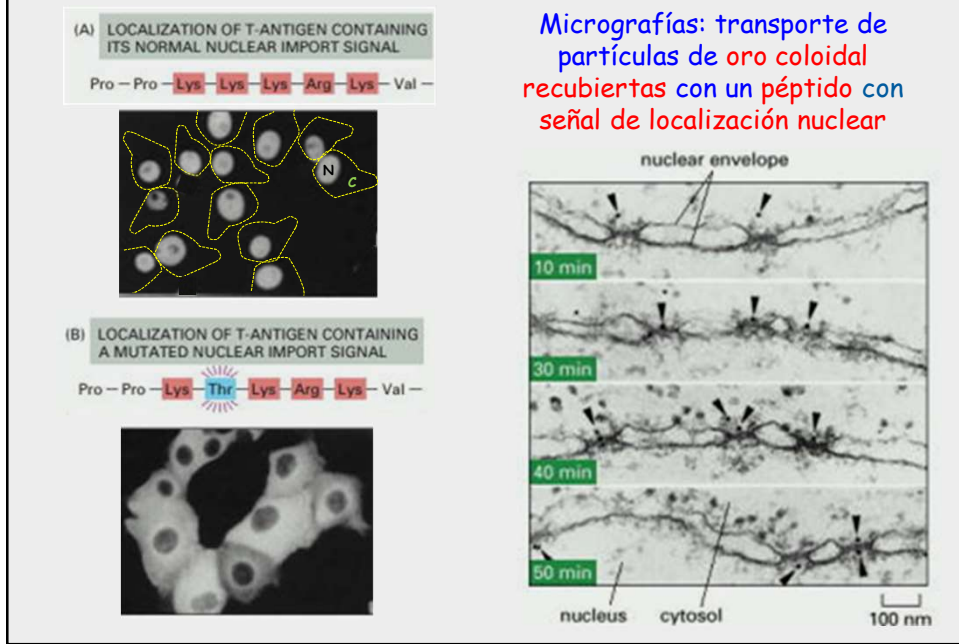 (A) LOCALIZATION OF T-ANTIGEN CONTAINING
ITS NORMAL NUCLEAR IMPORT SIGNAL
Pro — Pro — Lys — Lys — Lys — Arg — Lys — Val —
N
C
(B) LOCALIZATION OF T-ANTIGEN CONTAINING
A MUTATED NUCLEAR IMPORT SIGNAL
Pro — Pro — Lys — Thr — Lys — Arg — Lys — Val —
Micrografías: transporte de
partículas de oro coloidal
recubiertas con un péptido con
señal de localización nuclear
nuclear envelope
10 min
30 min
40 min
50 min
nucleus cytosol
100 nm